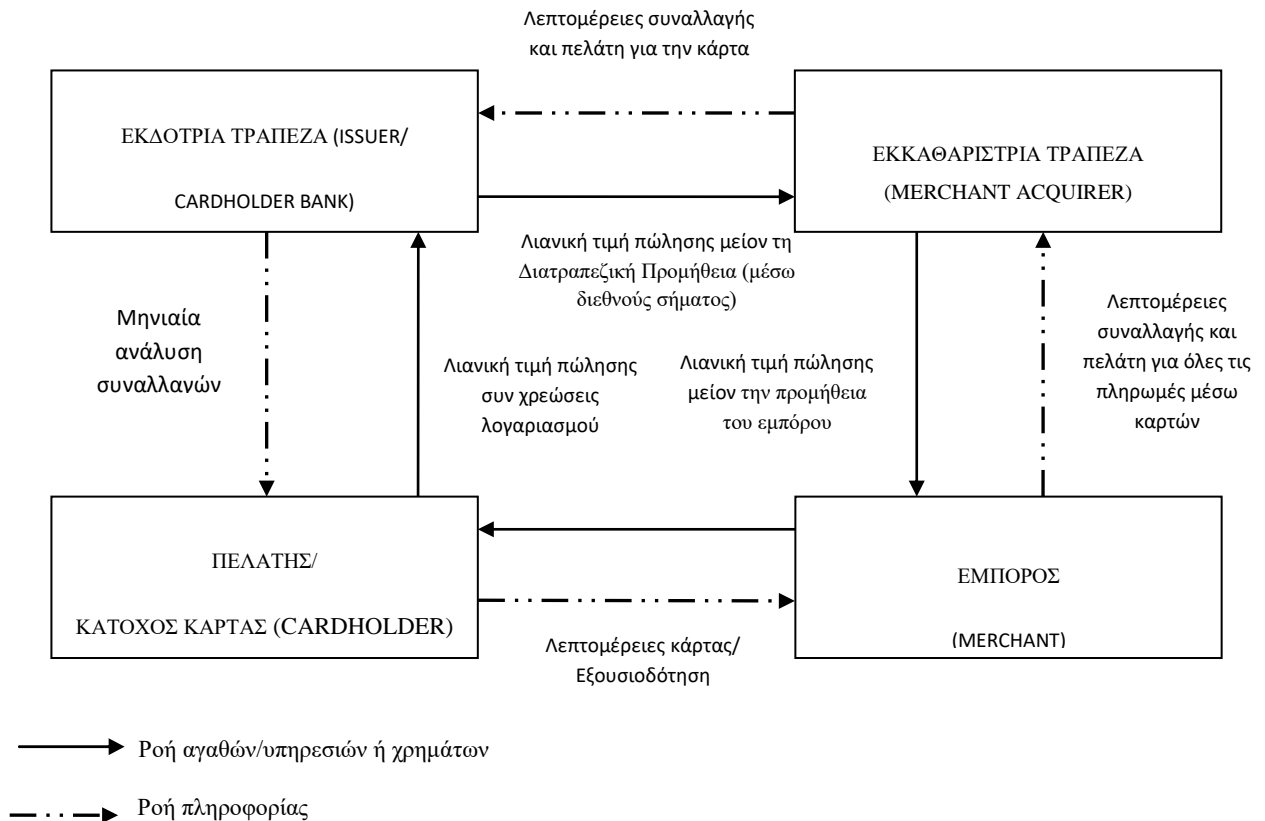 Λεπτομέρειες συναλλαγής
και πελάτη για την κάρτα
ΕΚΔΟΤΡΙΑ ΤΡΑΠΕΖΑ (ISSUER/
CARDHOLDER BANK)
ΕΚΚΑΘΑΡΙΣΤΡΙΑ ΤΡΑΠΕΖΑ
(MERCHANT ACQUIRER)
Λιανική τιμή πώλησης μείον τη
Διατραπεζική Προμήθεια (μέσω
διεθνούς σήματος)
Μηνιαία
ανάλυση
συναλλαγών
Λιανική τιμή πώλησης
συν χρεώσεις
λογαριασμού
Λιανική τιμή πώλησης
μείον την προμήθεια
του εμπόρου
Λεπτομέρειες
συναλλαγής και
πελάτη για όλες τις
πληρωμές μέσω
καρτών
ΠΕΛΑΤΗΣ/
ΚΑΤΟΧΟΣ ΚΑΡΤΑΣ (CARDHOLDER)
ΕΜΠΟΡΟΣ
(MERCHANT)
Λεπτομέρειες κάρτας/
Εξουσιοδότηση
Ροή αγαθών/υπηρεσιών ή χρημάτων
Ροή πληροφορίας